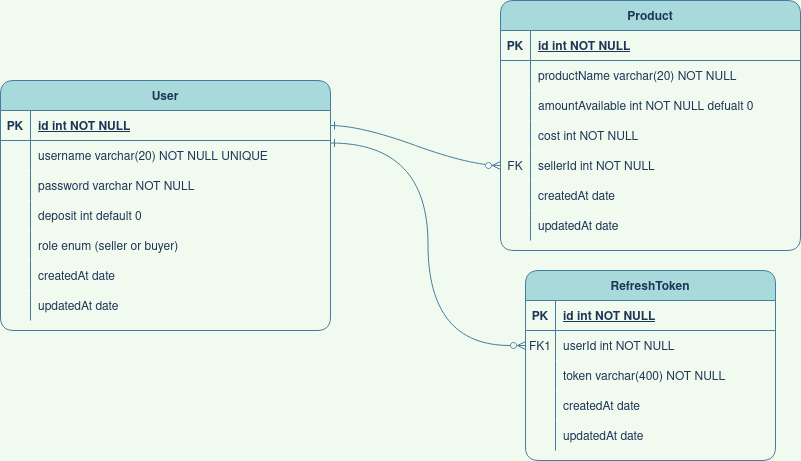 User
PK id int NOT NULL
username varchar(20) NOT NULL UNIQUE
password varchar NOT NULL
deposit int default 0
role enum (seller or buyer)
createdAt date
updatedAt date
Product
PK id int NOT NULL
productName varchar(20) NOT NULL
amountAvailable int NOT NULL defualt 0
cost int NOT NULL
FK sellerId int NOT NULL
createdAt date
updatedAt date
RefreshToken
PK id int NOT NULL
FK1 userId int NOT NULL
token varchar(400) NOT NULL
createdAt date
updatedAt date